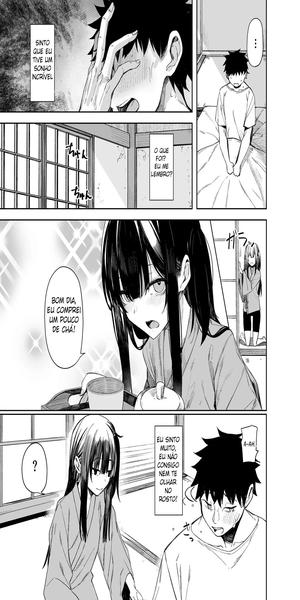 ...
SINTO
QUE EU
TIVE UM
SONHO
INCRÍVEL
O QUE
FOI?
EU ME
LEMBRO?
BOM DIA,
EU COMPREI
UM POUCO
DE CHÁ!
A-AH
EU SINTO
MUITO,
EU NÃO
CONSIGO
NEM TE
OLHAR
NO
ROSTO!
?